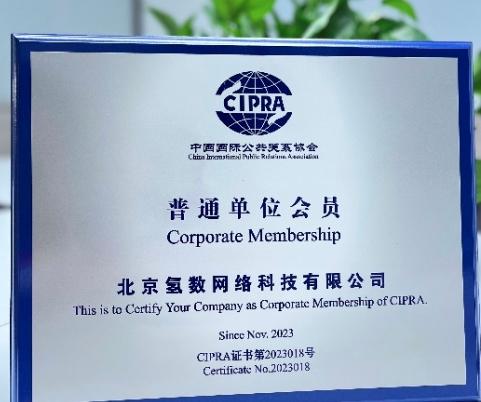 CIPRA
中国国际公共关系协会
China International Public Relations Association
普通单位会员
Corporate Membership
北京氢数网络科技有限公司
This is to Certify Your Company as Corporate Membership of CIPRA.
Since Nov. 2023
CIPRA证书第2023018号
Certificate No.2023018